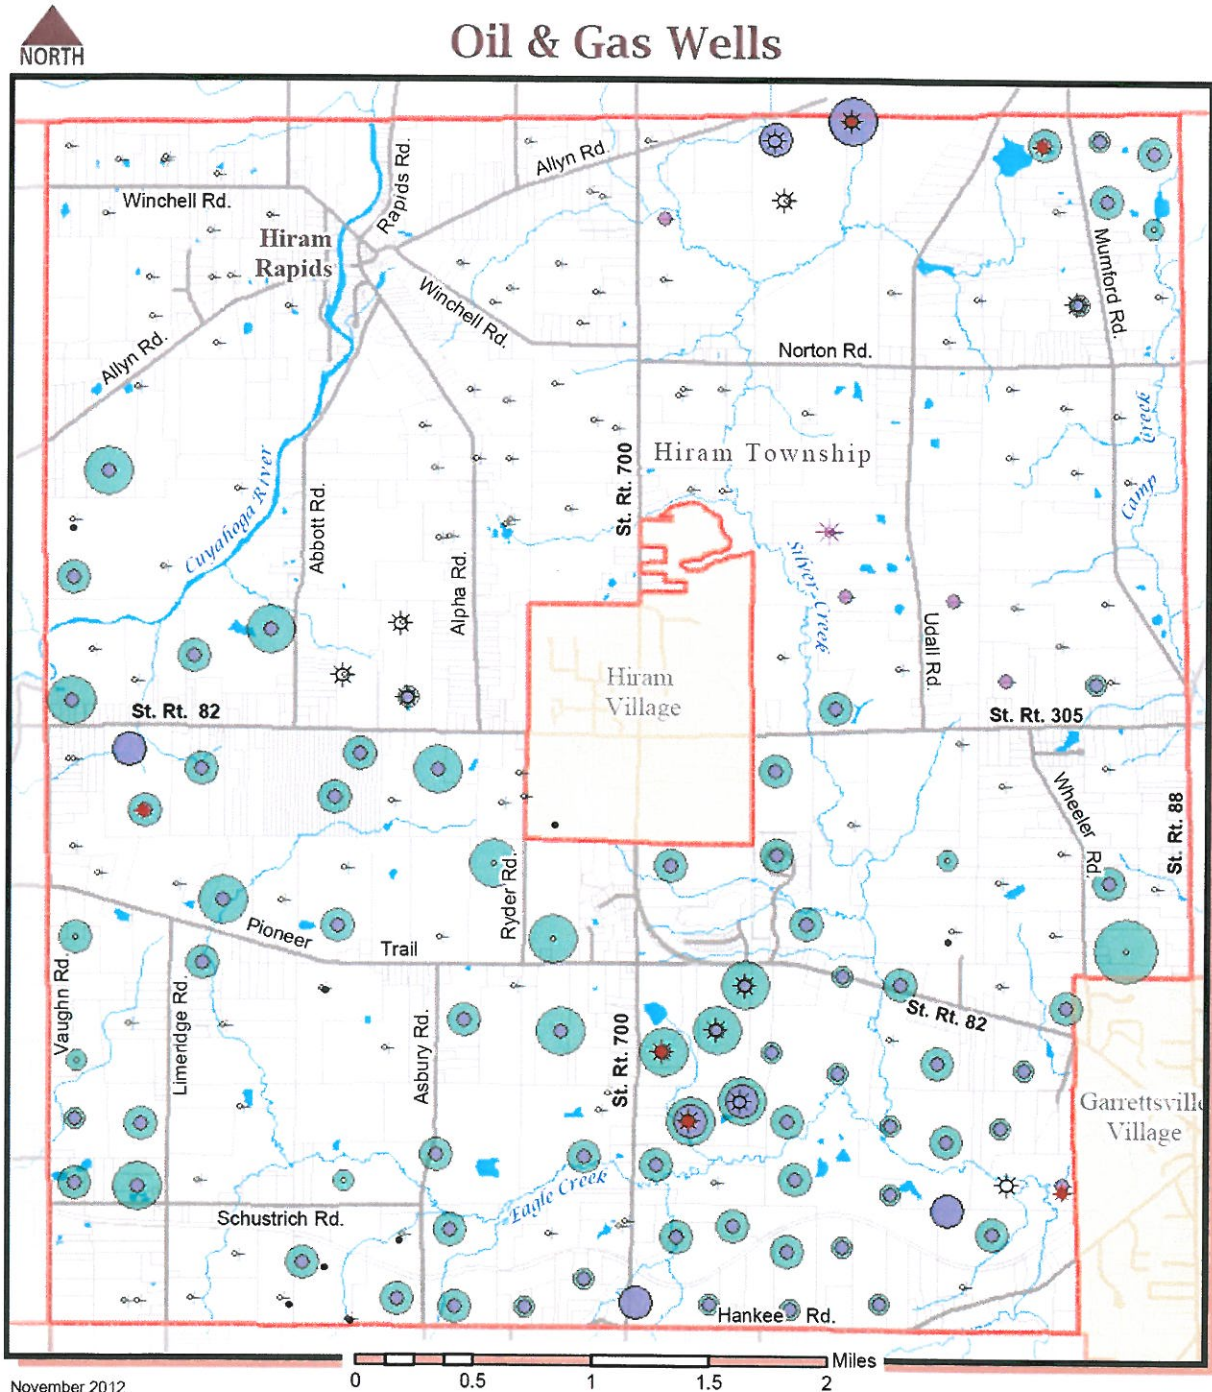 Oil & Gas Wells
NORTH
Rapids Rd.
Allyn Rd.
Winchell Rd.
Hiram
Rapids
Mumford Rd.
Winchell Rd.
Allyn Rd.
Norton Rd.
Creek
Camp
Hiram Township
St. Rt. 700
Cuyahoga River
Abbott Rd.
Alpha Rd.
Silver Creek
Udall Rd.
Hiram
Village
St. Rt. 82
St. Rt. 305
Wheeler Rd.
St. Rt. 88
Ryder Rd.
Pioneer Trail
Vaughn Rd.
Limeridge Rd.
Asbury Rd.
St. Rt. 700
St. Rt. 82
Garrettsville
Village
Eagle Creek
Schustrich Rd.
Hankee Rd.
Miles
0 0.5 1 1.5 2
November 2012